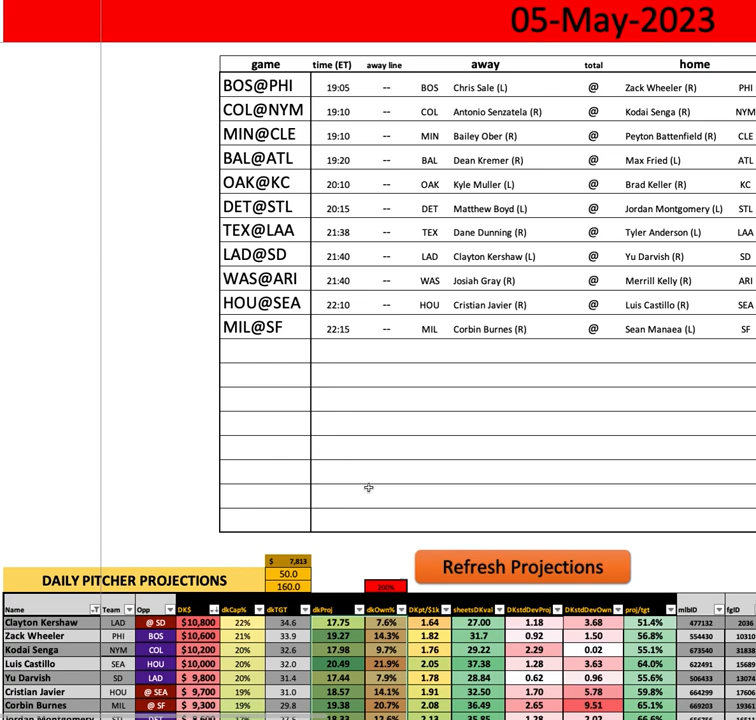 05-May-2023
game time (ET) away line away total home
BOS@PHI 19:05 -- BOS Chris Sale (L) @ Zack Wheeler (R) PHI
COL@NYM 19:10 -- COL Antonio Senzatela (R) @ Kodai Senga (R) NYM
MIN@CLE 19:10 -- MIN Bailey Ober (R) @ Peyton Battenfield (R) CLE
BAL@ATL 19:20 -- BAL Dean Kremer (R) @ Max Fried (L) ATL
OAK@KC 20:10 -- OAK Kyle Muller (L) @ Brad Keller (R) KC
DET@STL 20:15 -- DET Matthew Boyd (L) @ Jordan Montgomery (L) STL
TEX@LAA 21:38 -- TEX Dane Dunning (R) @ Tyler Anderson (L) LAA
LAD@SD 21:40 -- LAD Clayton Kershaw (L) @ Yu Darvish (R) SD
WAS@ARI 21:40 -- WAS Josiah Gray (R) @ Merrill Kelly (R) ARI
HOU@SEA 22:10 -- HOU Cristian Javier (R) @ Luis Castillo (R) SEA
MIL@SF 22:15 -- MIL Corbin Burnes (R) @ Sean Manaea (L) SF
$ 7,813
Refresh Projections
DAILY PITCHER PROJECTIONS 50.0
160.0 200%
Name Team Opp DK$ dkCap% dkTGT dkProj dkOwn% DKpt/$1k sheetsDKval DKstdDevProj DKstdDevOwn proj/tgt mlbID fgID
Clayton Kershaw LAD @ SD $10,800 22% 34.6 17.75 7.6% 1.64 27.00 1.18 3.68 51.4% 477132 2036
Zack Wheeler PHI BOS $10,600 21% 33.9 19.27 14.3% 1.82 31.7 0.92 1.50 56.8% 554430 10310
Kodai Senga NYM COL $10,200 20% 32.6 17.98 9.7% 1.76 29.22 2.29 0.02 55.1% 673540 31838
Luis Castillo SEA HOU $10,000 20% 32.0 20.49 21.9% 2.05 37.38 1.28 3.63 64.0% 622491 15689
Yu Darvish SD LAD $ 9,800 20% 31.4 17.44 7.9% 1.78 28.84 0.62 0.96 55.6% 506433 13074
Cristian Javier HOU @ SEA $ 9,700 19% 31.0 18.57 14.1% 1.91 32.50 1.70 5.78 59.8% 664299 17606
Corbin Burnes MIL @ SF $ 9,300 19% 29.8 19.38 20.7% 2.08 36.49 2.65 9.51 65.1% 669203 19361